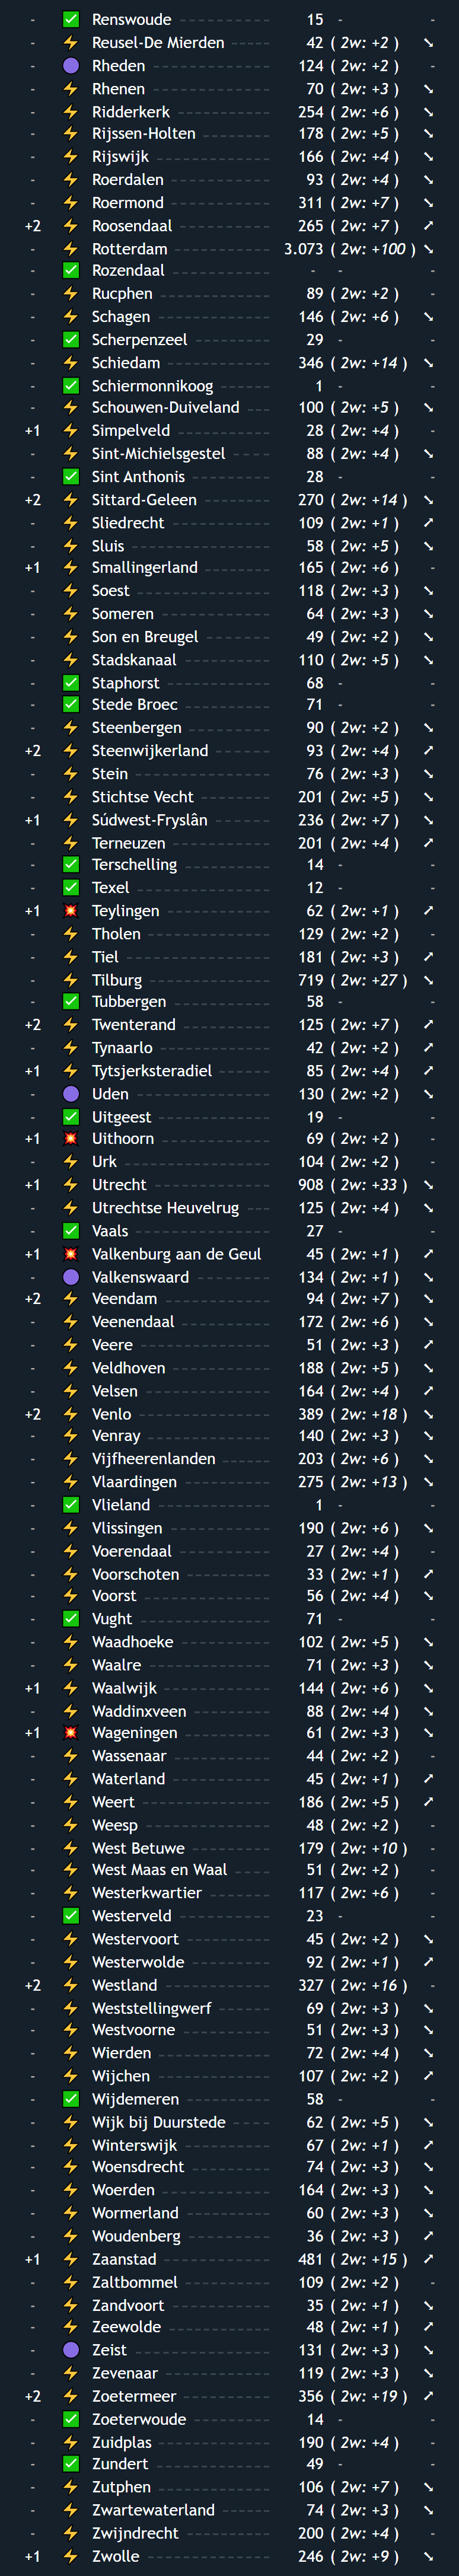 - ✅ Renswoude 15 - -
- ⚡ Reusel-De Mierden 42 ( 2w: +2 ) ↘
- 🟣 Rheden 124 ( 2w: +2 ) -
- ⚡ Rhenen 70 ( 2w: +3 ) ↘
- ⚡ Ridderkerk 254 ( 2w: +6 ) ↘
- ⚡ Rijssen-Holten 178 ( 2w: +5 ) ↘
- ⚡ Rijswijk 166 ( 2w: +4 ) ↘
- ⚡ Roerdalen 93 ( 2w: +4 ) ↘
- ⚡ Roermond 311 ( 2w: +7 ) ↘
+2 ⚡ Roosendaal 265 ( 2w: +7 ) ↗
- ⚡ Rotterdam 3.073 ( 2w: +100 ) ↘
- ✅ Rozendaal - - -
- ⚡ Rucphen 89 ( 2w: +2 ) -
- ⚡ Schagen 146 ( 2w: +6 ) ↘
- ✅ Scherpenzeel 29 - -
- ⚡ Schiedam 346 ( 2w: +14 ) ↘
- ✅ Schiermonnikoog 1 - -
- ⚡ Schouwen-Duiveland 100 ( 2w: +5 ) ↘
+1 ⚡ Simpelveld 28 ( 2w: +4 ) -
- ⚡ Sint-Michielsgestel 88 ( 2w: +4 ) ↘
- ✅ Sint Anthonis 28 - -
+2 ⚡ Sittard-Geleen 270 ( 2w: +14 ) ↘
- ⚡ Sliedrecht 109 ( 2w: +1 ) ↗
- ⚡ Sluis 58 ( 2w: +5 ) ↘
+1 ⚡ Smallingerland 165 ( 2w: +6 ) -
- ⚡ Soest 118 ( 2w: +3 ) ↘
- ⚡ Someren 64 ( 2w: +3 ) ↘
- ⚡ Son en Breugel 49 ( 2w: +2 ) ↘
- ⚡ Stadskanaal 110 ( 2w: +5 ) ↘
- ✅ Staphorst 68 - -
- ✅ Stede Broec 71 - -
- ⚡ Steenbergen 90 ( 2w: +2 ) ↘
+2 ⚡ Steenwijkerland 93 ( 2w: +4 ) ↗
- ⚡ Stein 76 ( 2w: +3 ) ↘
- ⚡ Stichtse Vecht 201 ( 2w: +5 ) ↘
+1 ⚡ Súdwest-Fryslân 236 ( 2w: +7 ) ↘
- ⚡ Terneuzen 201 ( 2w: +4 ) ↗
- ✅ Terschelling 14 - -
- ✅ Texel 12 - -
+1 💥 Teylingen 62 ( 2w: +1 ) ↗
- ⚡ Tholen 129 ( 2w: +2 ) -
- ⚡ Tiel 181 ( 2w: +3 ) ↗
- ⚡ Tilburg 719 ( 2w: +27 ) ↘
- ✅ Tubbergen 58 - -
+2 ⚡ Twenterand 125 ( 2w: +7 ) ↗
- ⚡ Tynaarlo 42 ( 2w: +2 ) ↗
+1 ⚡ Tytsjerksteradiel 85 ( 2w: +4 ) ↗
- 🟣 Uden 130 ( 2w: +2 ) ↘
- ✅ Uitgeest 19 - -
+1 💥 Uithoorn 69 ( 2w: +2 ) -
- ⚡ Urk 104 ( 2w: +2 ) -
+1 ⚡ Utrecht 908 ( 2w: +33 ) ↘
- ⚡ Utrechtse Heuvelrug 125 ( 2w: +4 ) ↘
- ✅ Vaals 27 - -
+1 💥 Valkenburg aan de Geul 45 ( 2w: +1 ) ↗
- 🟣 Valkenswaard 134 ( 2w: +1 ) ↘
+2 ⚡ Veendam 94 ( 2w: +7 ) ↘
- ⚡ Veenendaal 172 ( 2w: +6 ) ↘
- ⚡ Veere 51 ( 2w: +3 ) ↗
- ⚡ Veldhoven 188 ( 2w: +5 ) ↘
- ⚡ Velsen 164 ( 2w: +4 ) ↗
+2 ⚡ Venlo 389 ( 2w: +18 ) ↘
- ⚡ Venray 140 ( 2w: +3 ) ↘
- ⚡ Vijfheerenlanden 203 ( 2w: +6 ) ↘
- ⚡ Vlaardingen 275 ( 2w: +13 ) ↘
- ✅ Vlieland 1 - -
- ⚡ Vlissingen 190 ( 2w: +6 ) ↘
- ⚡ Voerendaal 27 ( 2w: +4 ) -
- ⚡ Voorschoten 33 ( 2w: +1 ) ↗
- ⚡ Voorst 56 ( 2w: +4 ) ↘
- ✅ Vught 71 - -
- ⚡ Waadhoeke 102 ( 2w: +5 ) ↘
- ⚡ Waalre 71 ( 2w: +3 ) ↘
+1 ⚡ Waalwijk 144 ( 2w: +6 ) ↘
- ⚡ Waddinxveen 88 ( 2w: +4 ) ↘
+1 💥 Wageningen 61 ( 2w: +3 ) ↘
- ⚡ Wassenaar 44 ( 2w: +2 ) -
- ⚡ Waterland 45 ( 2w: +1 ) ↗
- ⚡ Weert 186 ( 2w: +5 ) ↗
- ⚡ Weesp 48 ( 2w: +2 ) -
- ⚡ West Betuwe 179 ( 2w: +10 ) -
- ⚡ West Maas en Waal 51 ( 2w: +2 ) -
- ⚡ Westerkwartier 117 ( 2w: +6 ) -
- ✅ Westerveld 23 - -
- ⚡ Westervoort 45 ( 2w: +2 ) ↘
- ⚡ Westerwolde 92 ( 2w: +1 ) ↗
+2 ⚡ Westland 327 ( 2w: +16 ) -
- ⚡ Weststellingwerf 69 ( 2w: +3 ) ↘
- ⚡ Westvoorne 51 ( 2w: +3 ) ↘
- ⚡ Wierden 72 ( 2w: +4 ) ↘
- ⚡ Wijchen 107 ( 2w: +2 ) ↗
- ✅ Wijdemeren 58 - -
- ⚡ Wijk bij Duurstede 62 ( 2w: +5 ) ↘
- ⚡ Winterswijk 67 ( 2w: +1 ) ↗
- ⚡ Woensdrecht 74 ( 2w: +3 ) ↘
- ⚡ Woerden 164 ( 2w: +3 ) ↘
- ⚡ Wormerland 60 ( 2w: +3 ) ↘
- ⚡ Woudenberg 36 ( 2w: +3 ) ↗
+1 ⚡ Zaanstad 481 ( 2w: +15 ) ↗
- ⚡ Zaltbommel 109 ( 2w: +2 ) -
- ⚡ Zandvoort 35 ( 2w: +1 ) ↘
- ⚡ Zeewolde 48 ( 2w: +1 ) ↗
- 🟣 Zeist 131 ( 2w: +3 ) ↘
- ⚡ Zevenaar 119 ( 2w: +3 ) ↘
+2 ⚡ Zoetermeer 356 ( 2w: +19 ) ↗
- ✅ Zoeterwoude 14 - -
- ⚡ Zuidplas 190 ( 2w: +4 ) -
- ✅ Zundert 49 - -
- ⚡ Zutphen 106 ( 2w: +7 ) ↘
- ⚡ Zwartewaterland 74 ( 2w: +3 ) ↘
- ⚡ Zwijndrecht 200 ( 2w: +4 ) -
+1 ⚡ Zwolle 246 ( 2w: +9 ) ↘